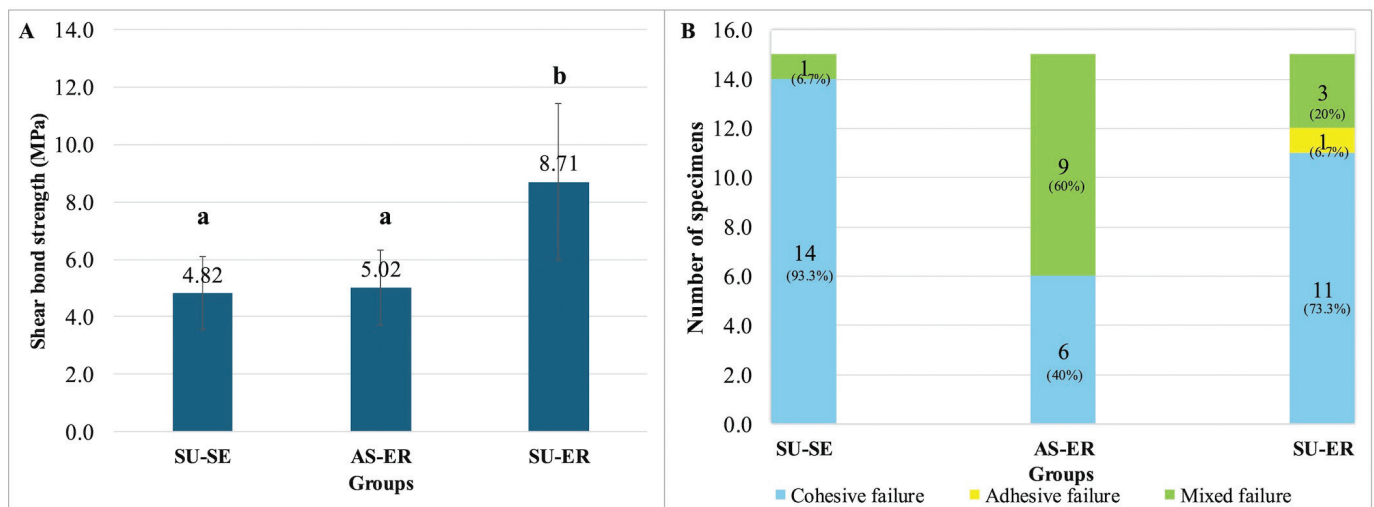 A
Shear bond strength (MPa)
14.0
12.0
10.0
8.0
6.0
4.0
2.0
0.0
a
4.82
a
5.02
b
8.71
SU-SE
AS-ER
SU-ER
Groups
B
Number of specimens
16.0
14.0
12.0
10.0
8.0
6.0
4.0
2.0
0.0
1
(6.7%)
14
(93.3%)
9
(60%)
6
(40%)
3
(20%)
1
(6.7%)
11
(73.3%)
SU-SE
AS-ER
SU-ER
Groups
Cohesive failure
Adhesive failure
Mixed failure